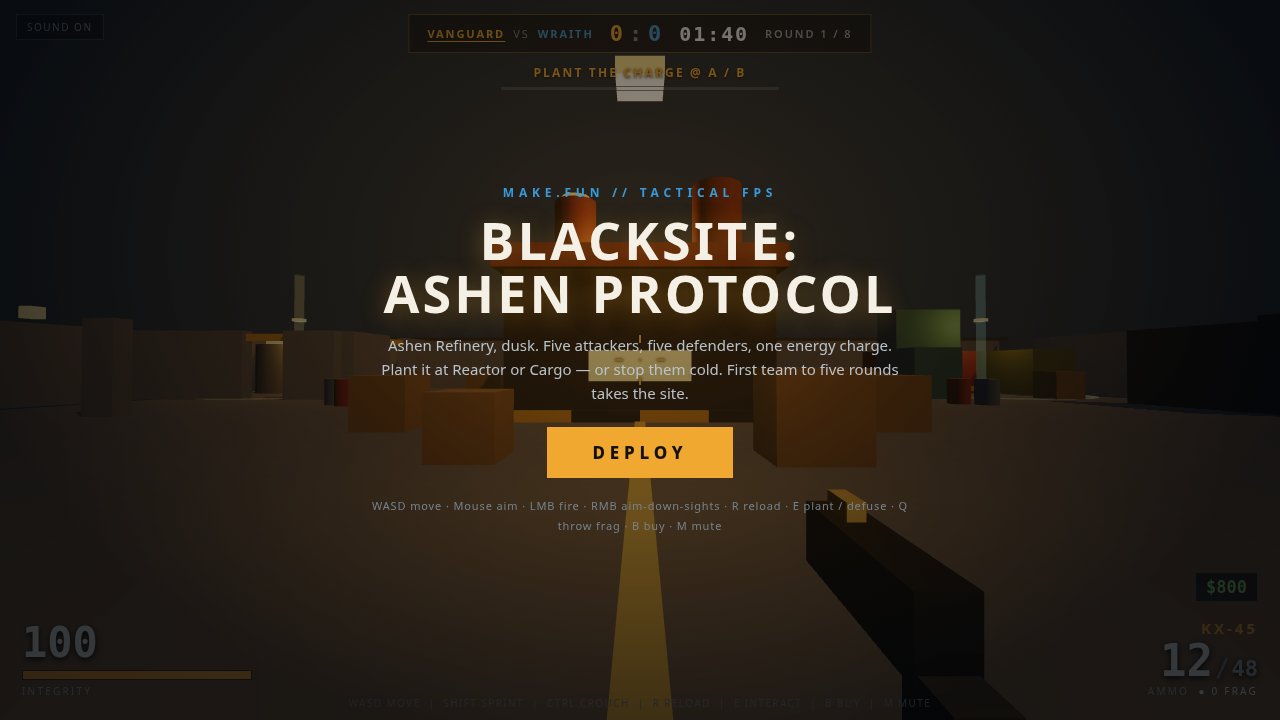 SOUND ON
VANGUARD VS WRAITH 0 : 0 01:40 ROUND 1 / 8
PLANT THE CHARGE @ A / B
MAKE.FUN // TACTICAL FPS
BLACKSITE:
ASHEN PROTOCOL
Ashen Refinery, dusk. Five attackers, five defenders, one energy charge.
Plant it at Reactor or Cargo — or stop them cold. First team to five rounds
takes the site.
DEPLOY
WASD move · Mouse aim · LMB fire · RMB aim-down-sights · R reload · E plant / defuse · Q
throw frag · B buy · M mute
$800
KX-45
100
12 / 48
INTEGRITY
AMMO ● 0 FRAG
WASD MOVE | SHIFT SPRINT | CTRL CROUCH | R RELOAD | E INTERACT | B BUY | M MUTE